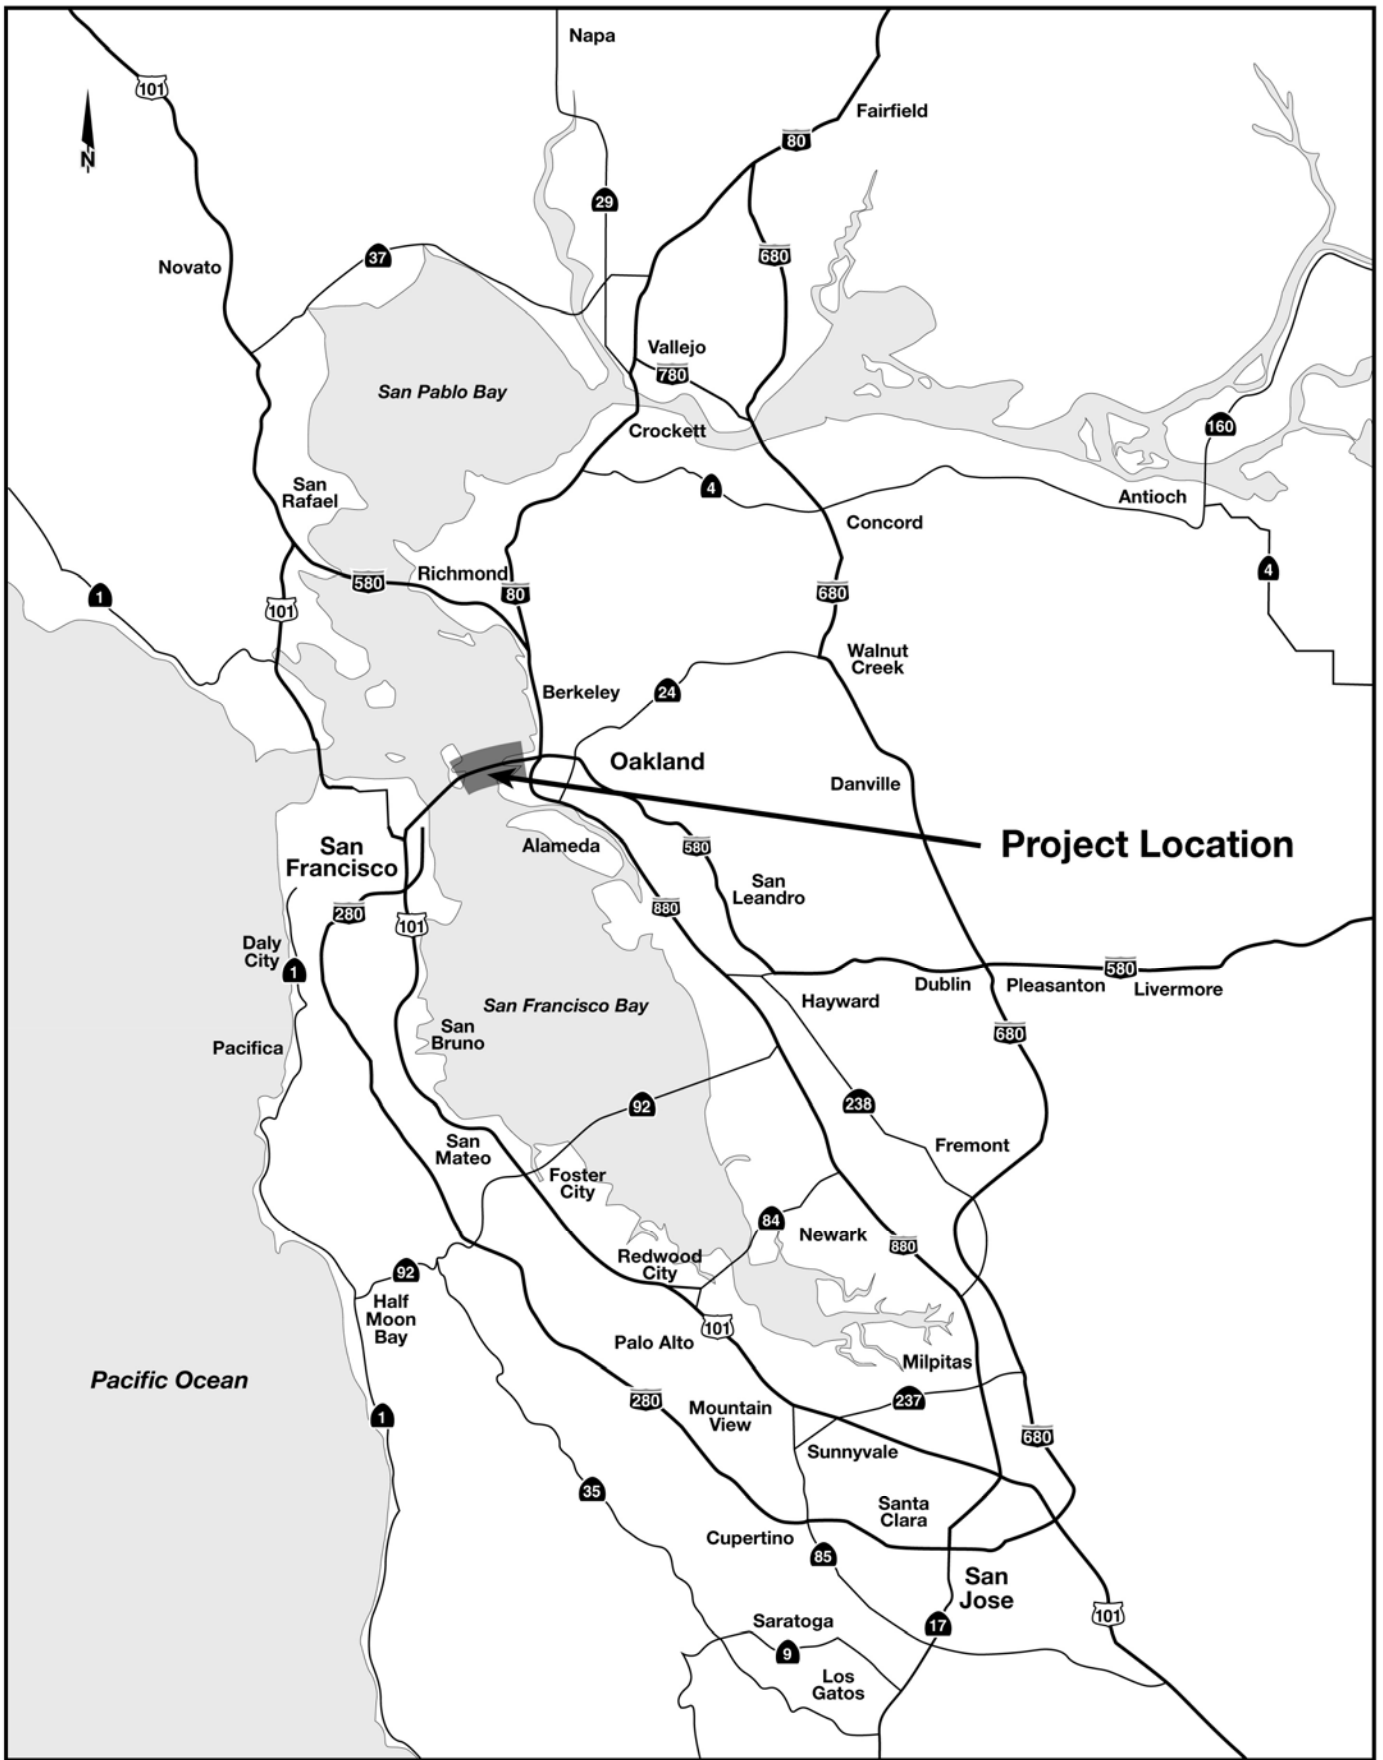 Napa
Fairfield
101
80
N
29
Novato
37
680
Vallejo
780
San Pablo Bay
160
Crockett
San
Rafael
4
Antioch
Concord
580
Richmond
80
4
1
101
680
Walnut
Creek
Berkeley
24
Oakland
Danville
San
Francisco
Alameda
580
Project Location
San
Leandro
280
101
880
Daly
City
1
580
Dublin
Pleasanton
Livermore
Hayward
San Francisco Bay
San
Bruno
680
Pacifica
92
238
San
Mateo
Fremont
Foster
City
84
Newark
880
Redwood
City
92
Half
Moon
Bay
101
Palo Alto
Milpitas
Pacific Ocean
280
237
1
Mountain
View
680
Sunnyvale
35
Santa
Clara
Cupertino
85
San
Jose
101
17
Saratoga
9
Los
Gatos